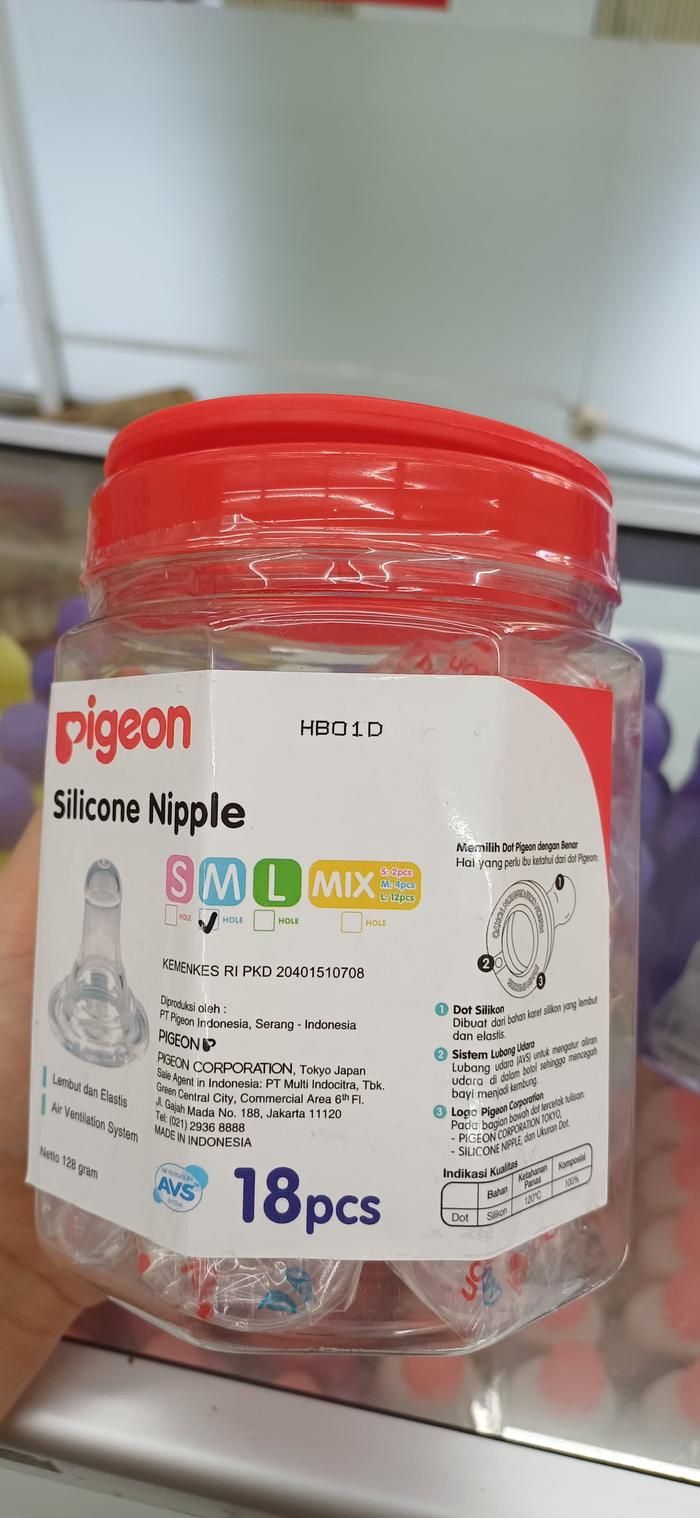 pigeon
HB01D
Silicone Nipple
S M L MIX S: 2pcs
M: 4pcs
L: 12pcs
HOLE HOLE HOLE HOLE
KEMENKES RI PKD 20401510708
Diproduksi oleh :
PT Pigeon Indonesia, Serang - Indonesia
PIGEON
PIGEON CORPORATION, Tokyo Japan
Sale Agent in Indonesia: PT Multi Indocitra, Tbk.
Green Central City, Commercial Area 6th Fl.
Jl. Gajah Mada No. 188, Jakarta 11120
Tel: (021) 2936 8888
MADE IN INDONESIA
Lembut dan Elastis
Air Ventilation System
Netto 128 gram
AIR VENTILATION
AVS™
SYSTEM
18pcs
Memilih Dot Pigeon dengan Benar
Hal yang perlu Ibu ketahui dari dot Pigeon:
1
2
3
1 Dot Silikon
Dibuat dari bahan karet silikon yang lembut
dan elastis.
2 Sistem Lubang Udara
Lubang udara (AVS) untuk mengatur aliran
udara di dalam botol sehingga mencegah
bayi menjadi kembung.
3 Logo Pigeon Corporation
Pada bagian bawah dot tercetak tulisan:
- PIGEON CORPORATION TOKYO,
- SILICONE NIPPLE, dan Ukuran Dot.
Indikasi Kualitas
Bahan Ketahanan Panas Komposisi
Dot Silikon 120°C 100%